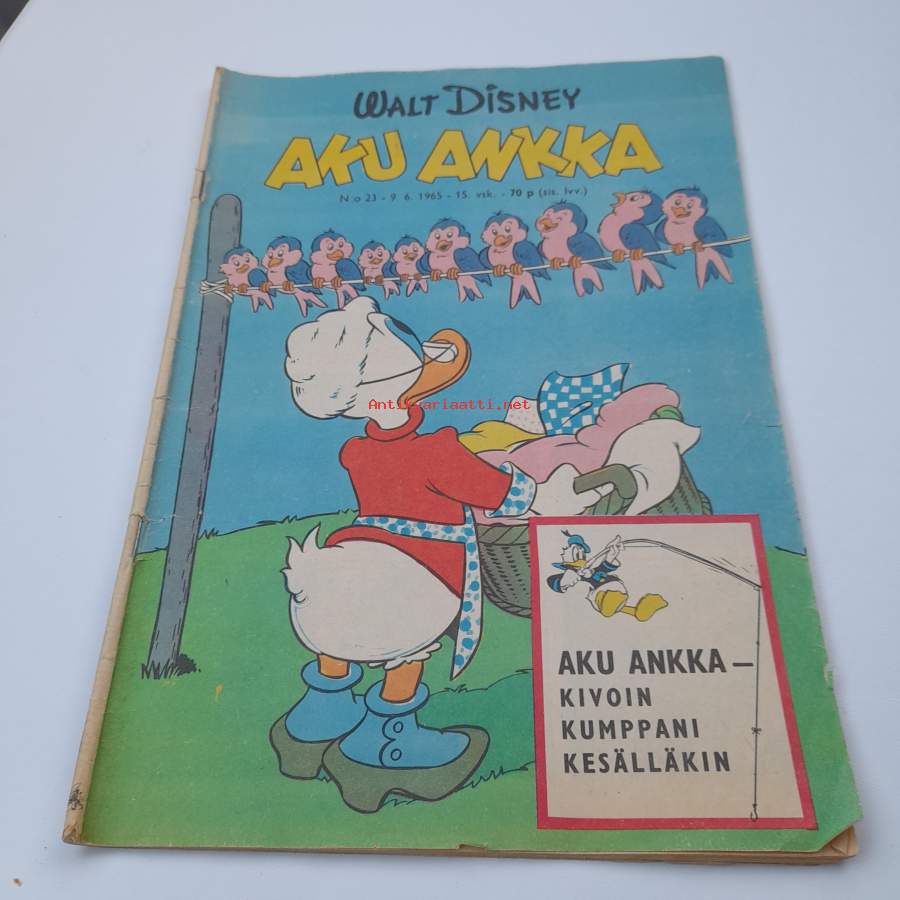 WALT DISNEY
AKU ANKKA
N:o 23 - 9. 6. 1965 - 15. vsk. - 70 p (sis. lvv.)
Antikvariaatti.net
AKU ANKKA —
KIVOIN
KUMPPANI
KESÄLLÄKIN